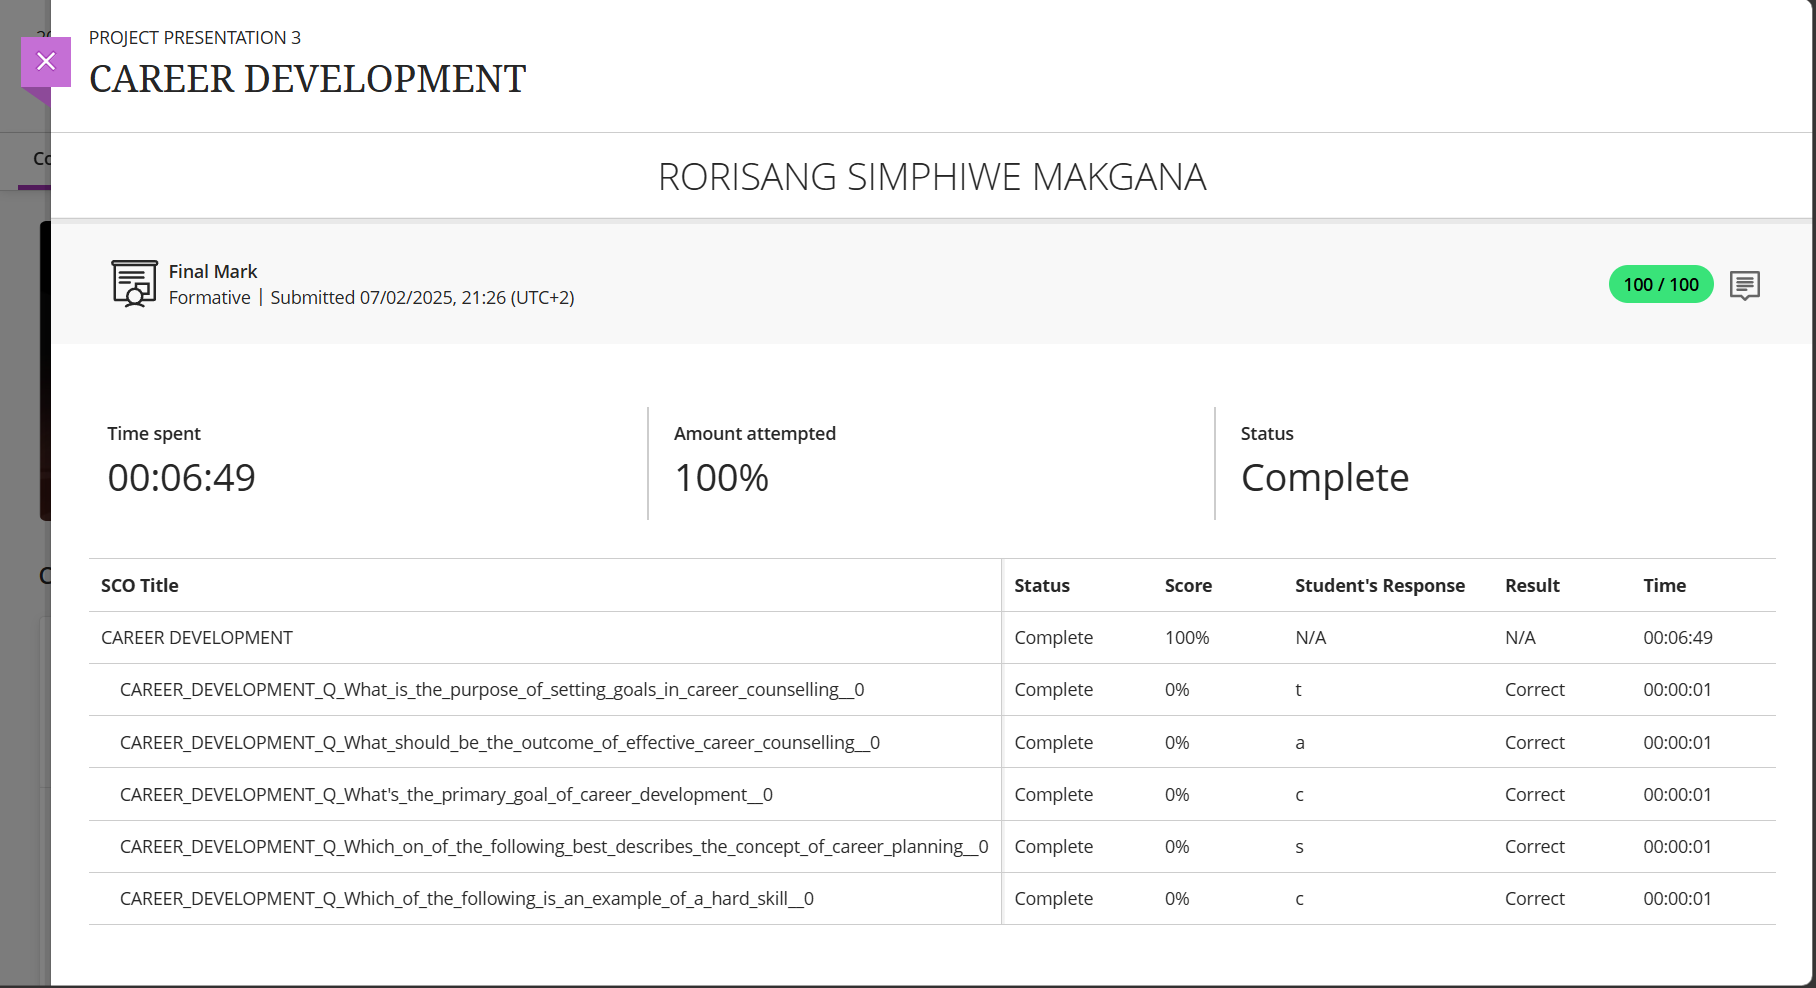 PROJECT PRESENTATION 3
CAREER DEVELOPMENT
RORISANG SIMPHIWE MAKGANA
Final Mark
Formative | Submitted 07/02/2025, 21:26 (UTC+2)
100 / 100
Time spent
00:06:49
Amount attempted
100%
Status
Complete
SCO Title Status Score Student's Response Result Time
CAREER DEVELOPMENT Complete 100% N/A N/A 00:06:49
CAREER_DEVELOPMENT_Q_What_is_the_purpose_of_setting_goals_in_career_counselling__0 Complete 0% t Correct 00:00:01
CAREER_DEVELOPMENT_Q_What_should_be_the_outcome_of_effective_career_counselling__0 Complete 0% a Correct 00:00:01
CAREER_DEVELOPMENT_Q_What's_the_primary_goal_of_career_development__0 Complete 0% c Correct 00:00:01
CAREER_DEVELOPMENT_Q_Which_on_of_the_following_best_describes_the_concept_of_career_planning__0 Complete 0% s Correct 00:00:01
CAREER_DEVELOPMENT_Q_Which_of_the_following_is_an_example_of_a_hard_skill__0 Complete 0% c Correct 00:00:01